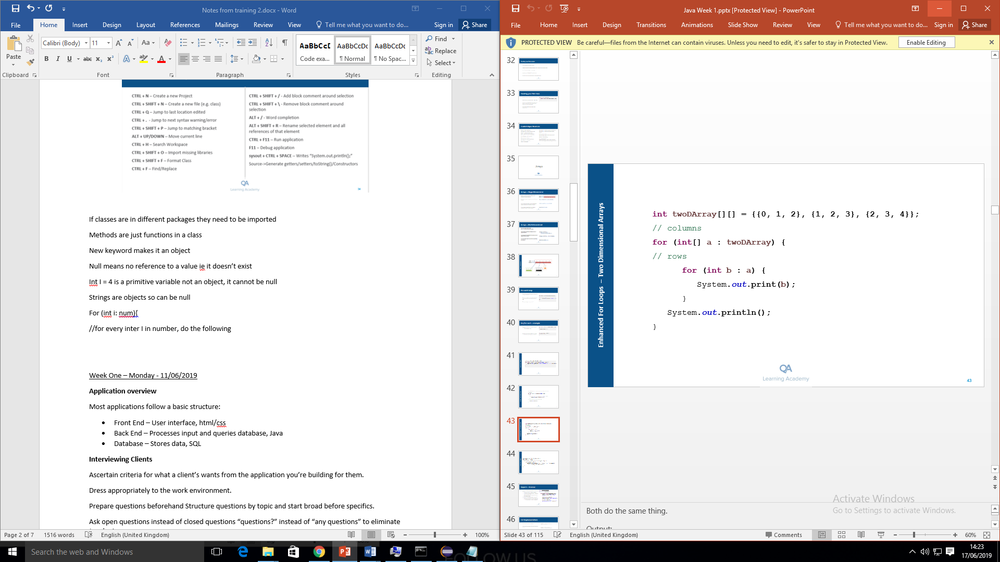 Notes from training 2.docx - Word
File
Home
Insert
Design
Layout
References
Mailings
Review
View
Tell me what you want to do...
Sign in
Share
Paste
Clipboard
Calibri (Body)
11
Font
Paragraph
AaBbCcD
Code exa...
AaBbCcDc
¶ Normal
AaBbCcDc
¶ No Spac...
Styles
Find
Replace
Select
Editing
CTRL + N – Create a new Project
CTRL + SHIFT + N – Create a new file (e.g. class)
CTRL + Q – Jump to last location edited
CTRL + . - Jump to next syntax warning/error
CTRL + SHIFT + P – Jump to matching bracket
ALT + UP/DOWN – Move current line
CTRL + H – Search Workspace
CTRL + SHIFT + O – Import missing libraries
CTRL + SHIFT + F – Format Class
CTRL + F – Find/Replace
CTRL + SHIFT + / - Add block comment around selection
CTRL + SHIFT + \ - Remove block comment around
selection
ALT + / - Word completion
ALT + SHIFT + R – Rename selected element and all
references of that element
CTRL + F11 – Run application
F11 – Debug application
sysout + CTRL + SPACE – Writes "System.out.println();"
Source->Generate getters/setters/toString()/Constructors
QA
Learning Academy
If classes are in different packages they need to be imported
Methods are just functions in a class
New keyword makes it an object
Null means no reference to a value ie it doesn't exist
Int I = 4 is a primitive variable not an object, it cannot be null
Strings are objects so can be null
For (int i: num){
//for every inter I in number, do the following
Week One – Monday - 11/06/2019
Application overview
Most applications follow a basic structure:
• Front End – User interface, html/css
• Back End – Processes input and queries database, Java
• Database – Stores data, SQL
Interviewing Clients
Ascertain criteria for what a client's wants from the application you're building for them.
Dress appropriately to the work environment.
Prepare questions beforehand Structure questions by topic and start broad before specifics.
Ask open questions instead of closed questions "questions?" instead of "any questions" to eliminate
Page 2 of 7
1516 words
English (United Kingdom)
100%
Java Week 1.pptx [Protected View] - PowerPoint
File
Home
Insert
Design
Transitions
Animations
Slide Show
Review
View
Tell me what you want to do...
Sign in
Share
PROTECTED VIEW Be careful—files from the Internet can contain viruses. Unless you need to edit, it's safer to stay in Protected View.
Enable Editing
32
33
34
35
Arrays
36
37
38
39
40
41
42
43
44
45
46
Enhanced For Loops – Two Dimensional Arrays
int twoDArray[][] = {{0, 1, 2}, {1, 2, 3}, {2, 3, 4}};
// columns
for (int[] a : twoDArray) {
// rows
for (int b : a) {
System.out.print(b);
}
System.out.println();
}
QA
Learning Academy
43
Both do the same thing.
Output:
Activate Windows
Go to Settings to activate Windows.
Slide 43 of 115
English (United Kingdom)
Comments
60%
Search the web and Windows
FOLLOW US
14:23
17/06/2019